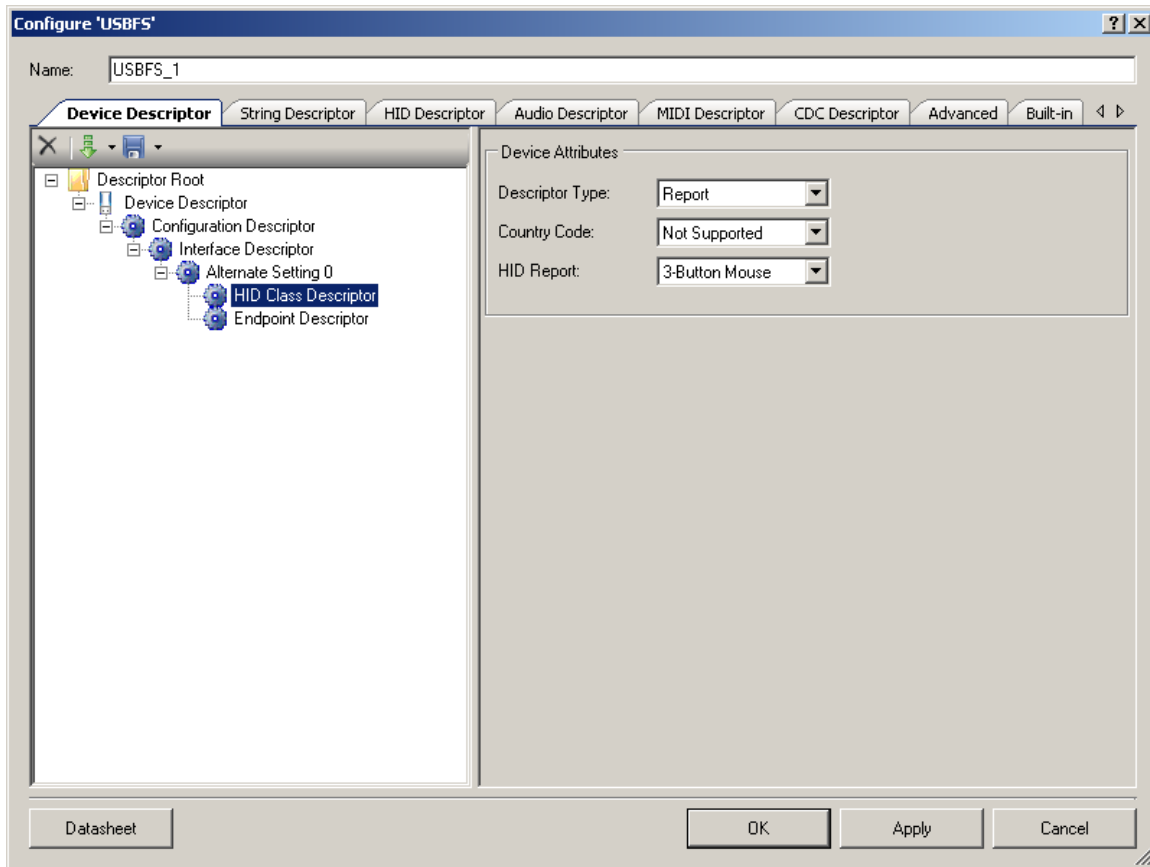 Configure 'USBFS'
Name: USBFS_1
Device Descriptor String Descriptor HID Descriptor Audio Descriptor MIDI Descriptor CDC Descriptor Advanced Built-in
Descriptor Root
Device Descriptor
Configuration Descriptor
Interface Descriptor
Alternate Setting 0
HID Class Descriptor
Endpoint Descriptor
Device Attributes
Descriptor Type: Report
Country Code: Not Supported
HID Report: 3-Button Mouse
Datasheet OK Apply Cancel